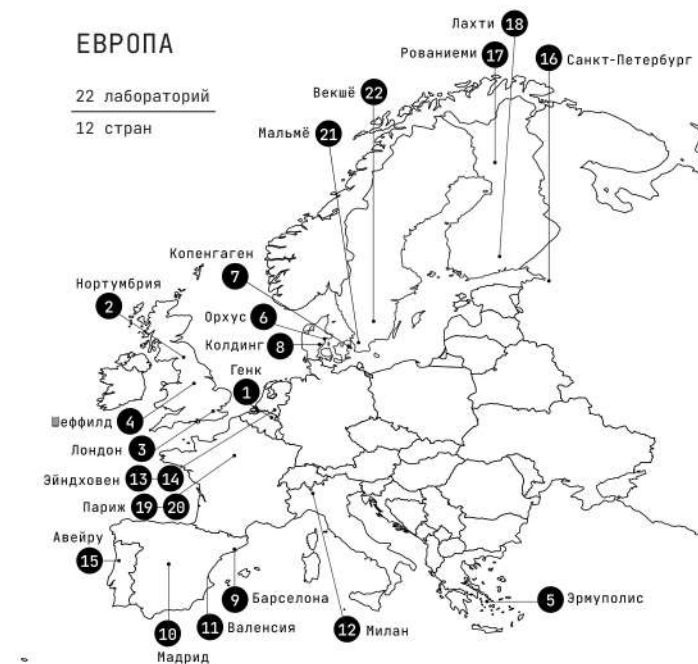 ЕВРОПА
22 лабораторий
12 стран
Лахти 18
Рованиеми 17
16 Санкт-Петербург
Векшё 22
Мальмё 21
Копенгаген
7
Нортумбрия
2
Орхус 6
Колдинг 8
Генк
1
Шеффилд 4
Лондон 3
Эйндховен 13 14
Париж 19 20
Авейру
15
9 Барселона
5 Эрмуполис
10
Мадрид
11 Валенсия
12 Милан